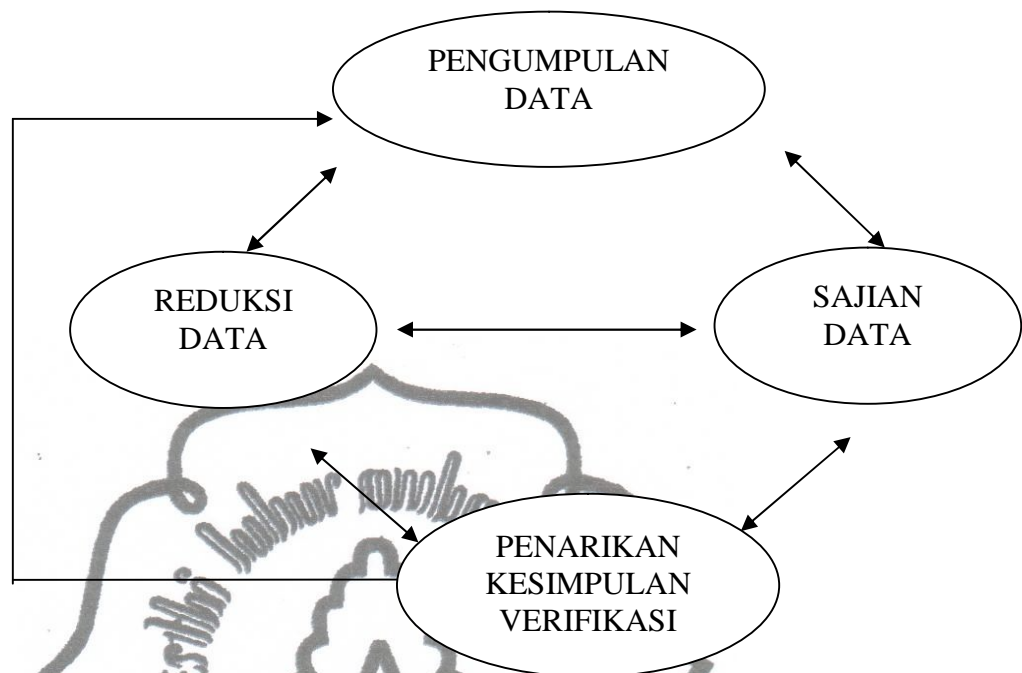 PENGUMPULAN
DATA
REDUKSI
DATA
SAJIAN
DATA
PENARIKAN
KESIMPULAN
VERIFIKASI